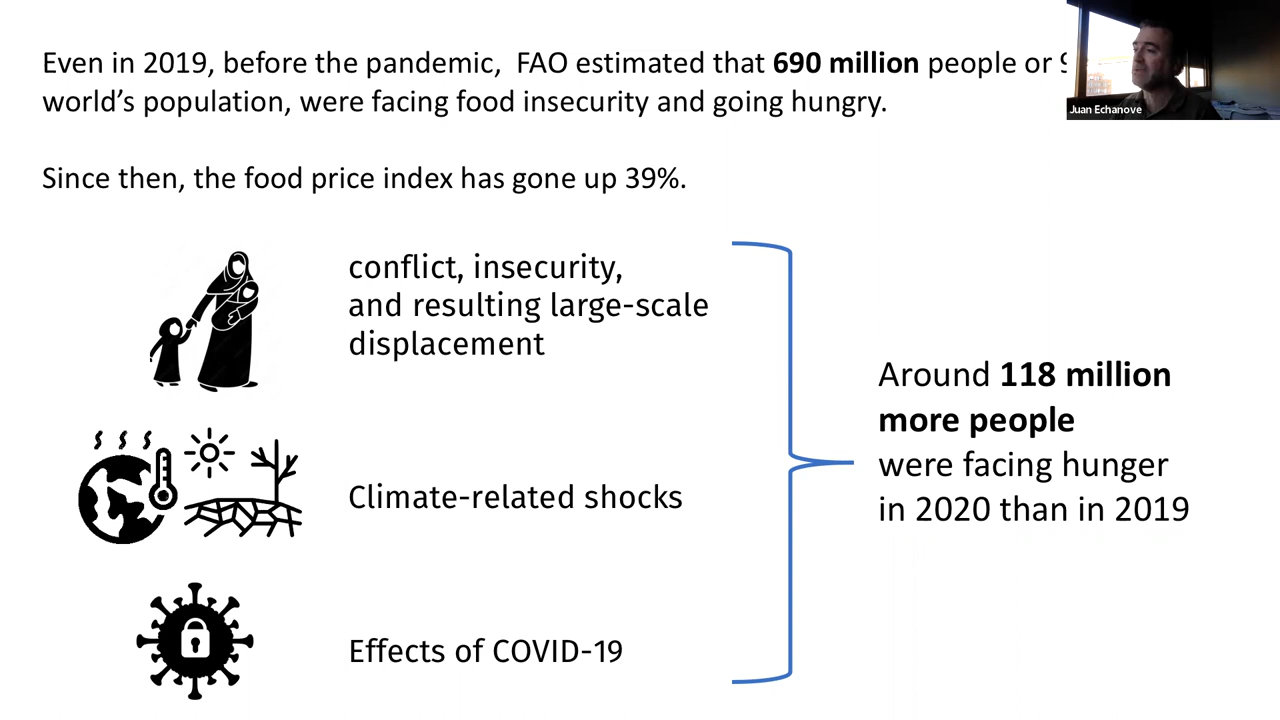 Even in 2019, before the pandemic,  FAO estimated that 690 million people or
world's population, were facing food insecurity and going hungry.
Juan Echanove
Since then, the food price index has gone up 39%.
conflict, insecurity,
and resulting large-scale
displacement
Climate-related shocks
Effects of COVID-19
Around 118 million
more people
were facing hunger
in 2020 than in 2019